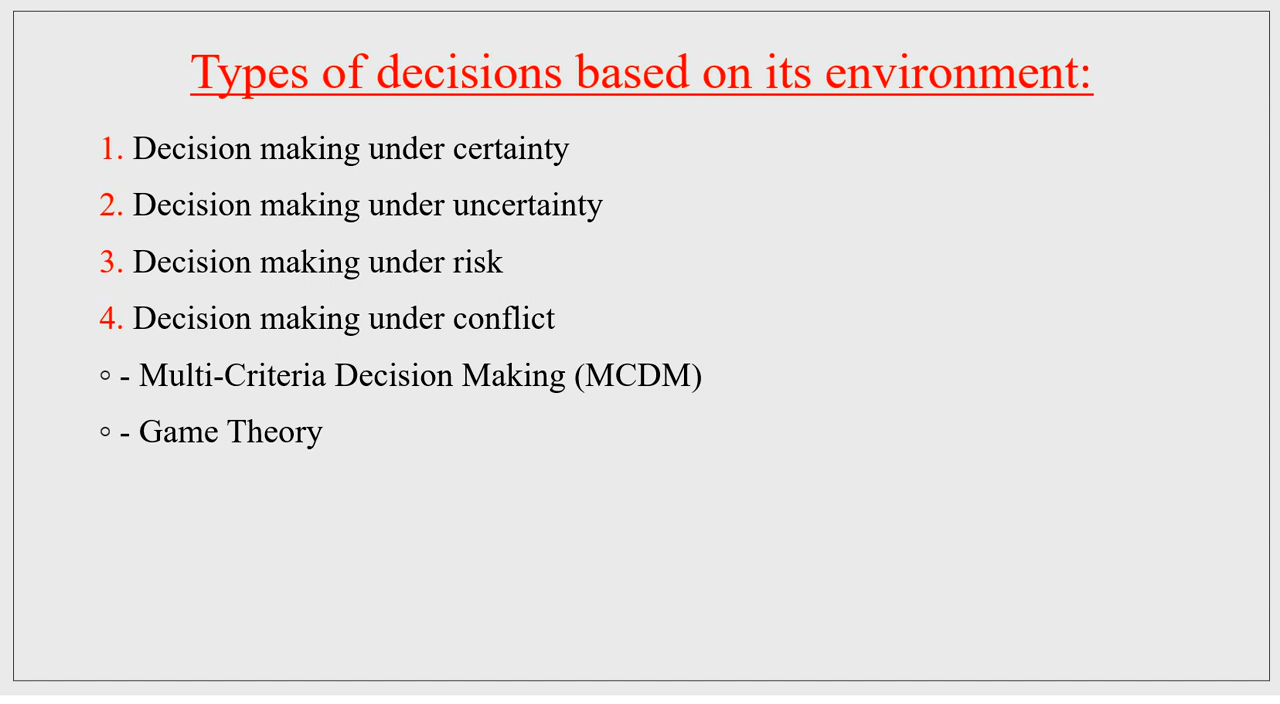 Types of decisions based on its environment:
1. Decision making under certainty
2. Decision making under uncertainty
3. Decision making under risk
4. Decision making under conflict
◦ - Multi-Criteria Decision Making (MCDM)
◦ - Game Theory